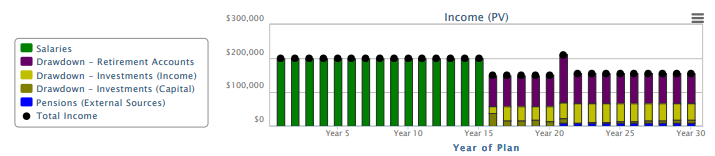 Income (PV)
$300,000
$200,000
$100,000
$0
Salaries
Drawdown - Retirement Accounts
Drawdown - Investments (Income)
Drawdown - Investments (Capital)
Pensions (External Sources)
Total Income
Year 5 Year 10 Year 15 Year 20 Year 25 Year 30
Year of Plan